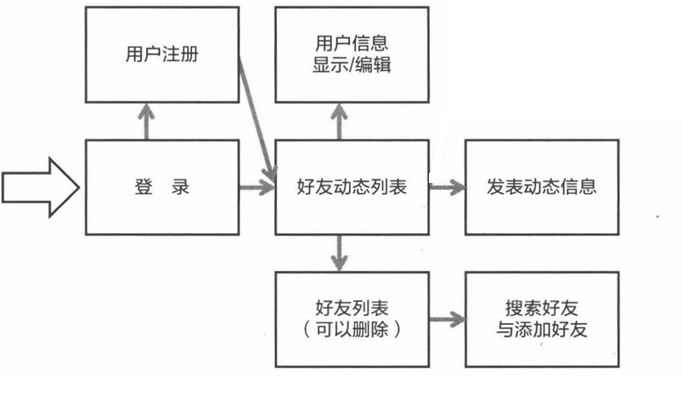 用户注册
用户信息
显示/编辑
登 录
好友动态列表
发表动态信息
好友列表
（可以删除）
搜索好友
与添加好友